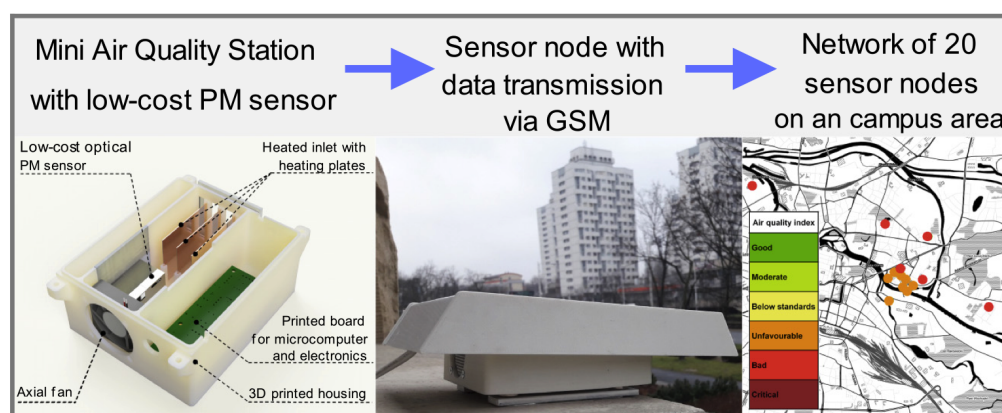 Mini Air Quality Station
with low-cost PM sensor
Sensor node with
data transmission
via GSM
Network of 20
sensor nodes
on an campus area
Low-cost optical
PM sensor
Heated inlet with
heating plates
Printed board
for microcomputer
and electronics
Axial fan
3D printed housing
Air quality index
Good
Moderate
Below standards
Unfavourable
Bad
Critical